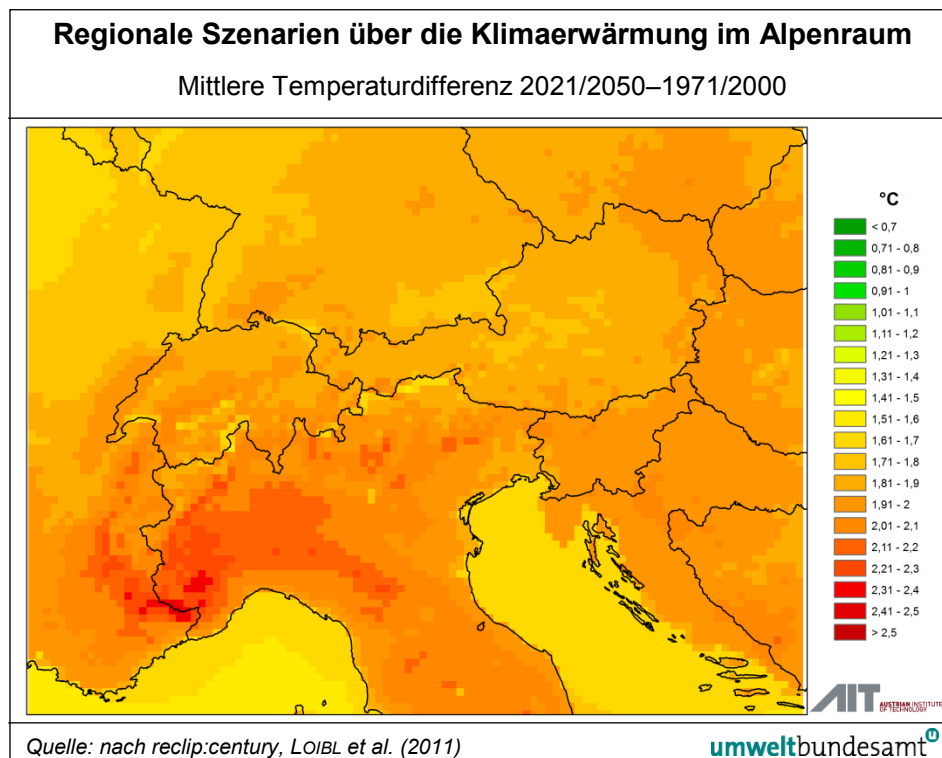 Regionale Szenarien über die Klimaerwärmung im Alpenraum
Mittlere Temperaturdifferenz 2021/2050–1971/2000
°C
< 0,7
0,71 - 0,8
0,81 - 0,9
0,91 - 1
1,01 - 1,1
1,11 - 1,2
1,21 - 1,3
1,31 - 1,4
1,41 - 1,5
1,51 - 1,6
1,61 - 1,7
1,71 - 1,8
1,81 - 1,9
1,91 - 2
2,01 - 2,1
2,11 - 2,2
2,21 - 2,3
2,31 - 2,4
2,41 - 2,5
> 2,5
AIT AUSTRIAN INSTITUTE
OF TECHNOLOGY
Quelle: nach reclip:century, LOIBL et al. (2011)
umweltbundesamt U